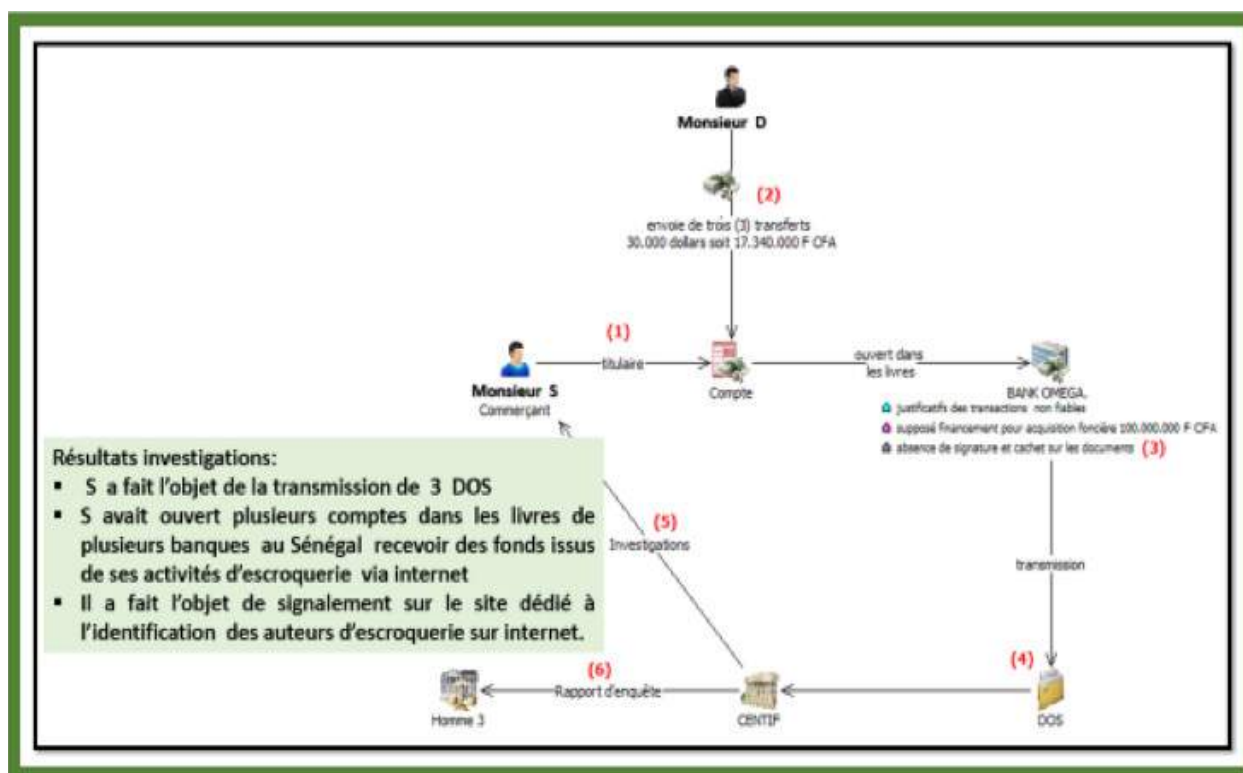 Monsieur D
(2)
envoie de trois (3) transferts
30.000 dollars soit 17.340.000 F CFA
(1)
titulaire
Monsieur S
Commerçant
Compte
ouvert dans
les livres
BANK OMEGA.
justificatifs des transactions non fiables
supposé financement pour acquisition foncière 100.000.000 F CFA
absence de signature et cachet sur les documents (3)
Résultats investigations:
▪ S a fait l'objet de la transmission de 3 DOS
▪ S avait ouvert plusieurs comptes dans les livres de
plusieurs banques au Sénégal recevoir des fonds issus
de ses activités d'escroquerie via internet
▪ Il a fait l'objet de signalement sur le site dédié à
l'identification des auteurs d'escroquerie sur internet.
(5)
Investigations
transmission
(4)
DOS
CENTIF
(6)
Rapport d'enquête
Homme 3